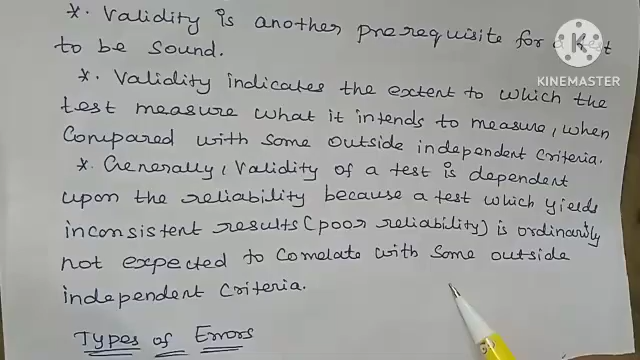 *. Validity is another prerequisite for a test
to be sound.
*. Validity indicates the extent to which the
test measure what it intends to measure, when
compared with some outside independent criteria.
*. Generally, Validity of a test is dependent
upon the reliability because a test which yields
inconsistent results (poor reliability) is ordinarily
not expected to correlate with some outside
independent criteria.
Types of Errors
KINEMASTER